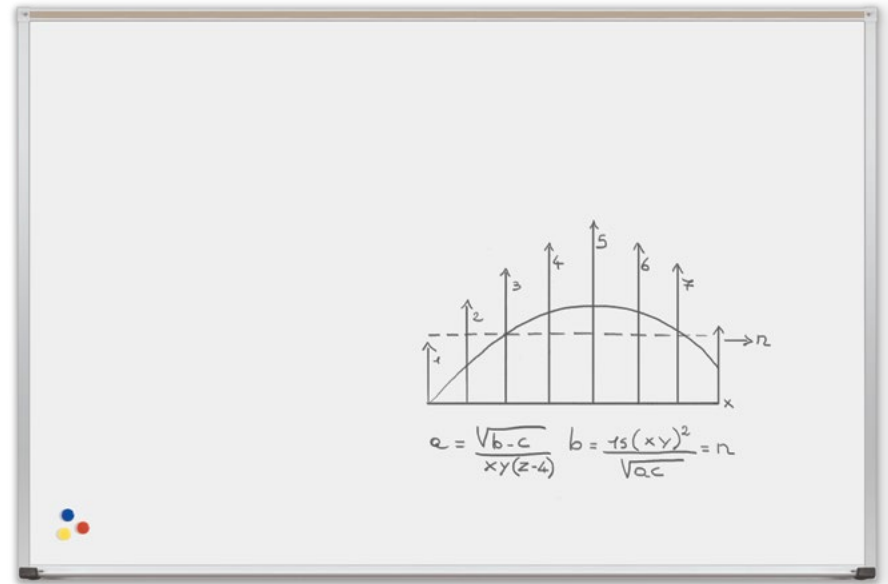 5
4
6
3
7
2
1
n
x
a = √(b-c) / xy(z-4) b = 15(xy)² / √(ac) = n